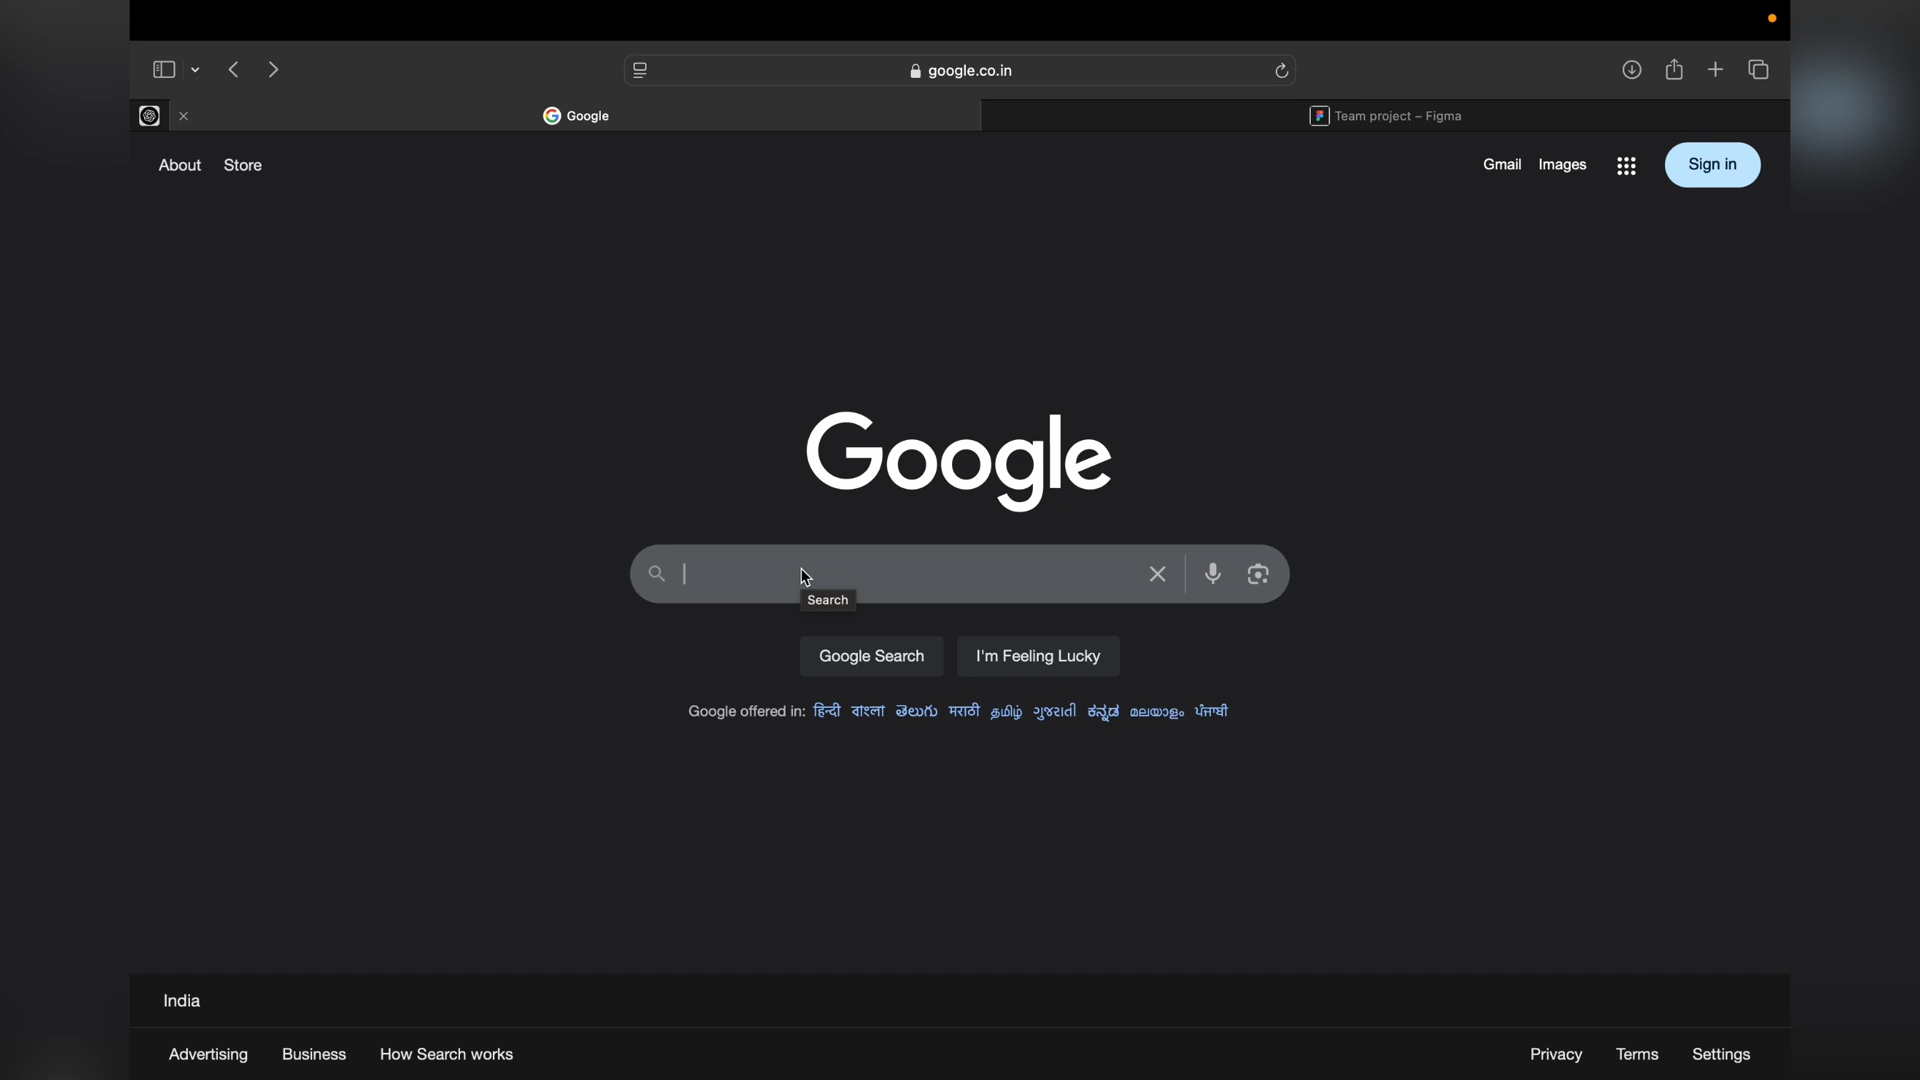 google.co.in
Google
Team project – Figma
About Store
Gmail Images Sign in
Google
Search
Google Search I'm Feeling Lucky
Google offered in: हिन्दी বাংলা తెలుగు मराठी தமிழ் ગુજરાતી ಕನ್ನಡ മലയാളം ਪੰਜਾਬੀ
India
Advertising Business How Search works
Privacy Terms Settings